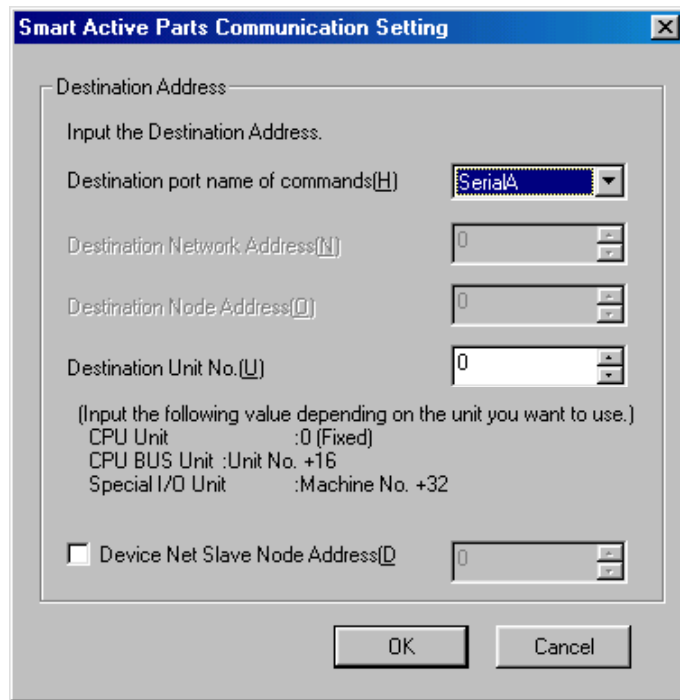 Smart Active Parts Communication Setting
Destination Address
Input the Destination Address.
Destination port name of commands(H) SerialA
Destination Network Address(N) 0
Destination Node Address(O) 0
Destination Unit No.(U) 0
(Input the following value depending on the unit you want to use.)
CPU Unit :0 (Fixed)
CPU BUS Unit :Unit No. +16
Special I/O Unit :Machine No. +32
Device Net Slave Node Address(D 0
OK Cancel